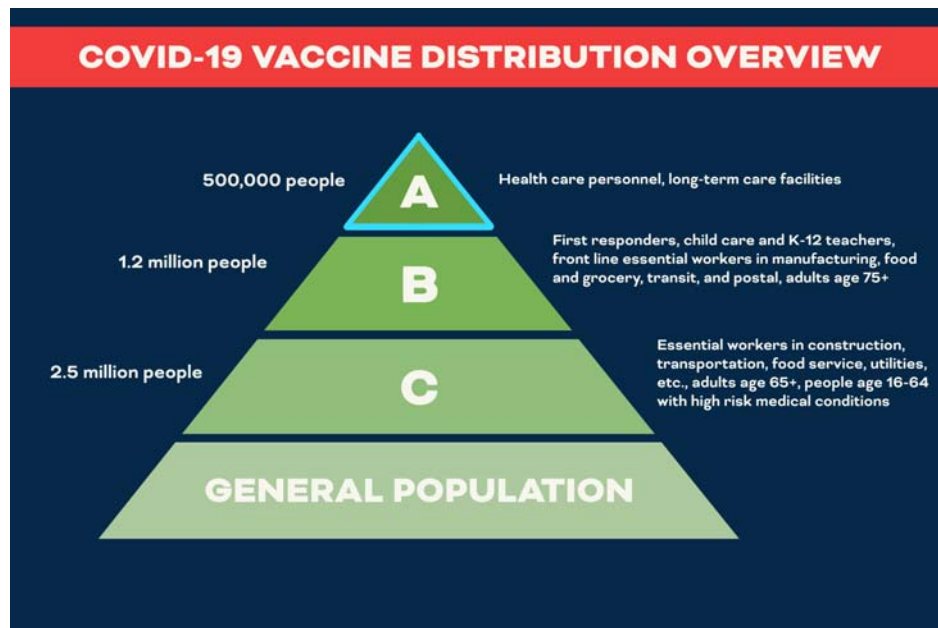 COVID-19 VACCINE DISTRIBUTION OVERVIEW
500,000 people
A
Health care personnel, long-term care facilities
1.2 million people
B
First responders, child care and K-12 teachers,
front line essential workers in manufacturing, food
and grocery, transit, and postal, adults age 75+
2.5 million people
C
Essential workers in construction,
transportation, food service, utilities,
etc., adults age 65+, people age 16-64
with high risk medical conditions
GENERAL POPULATION